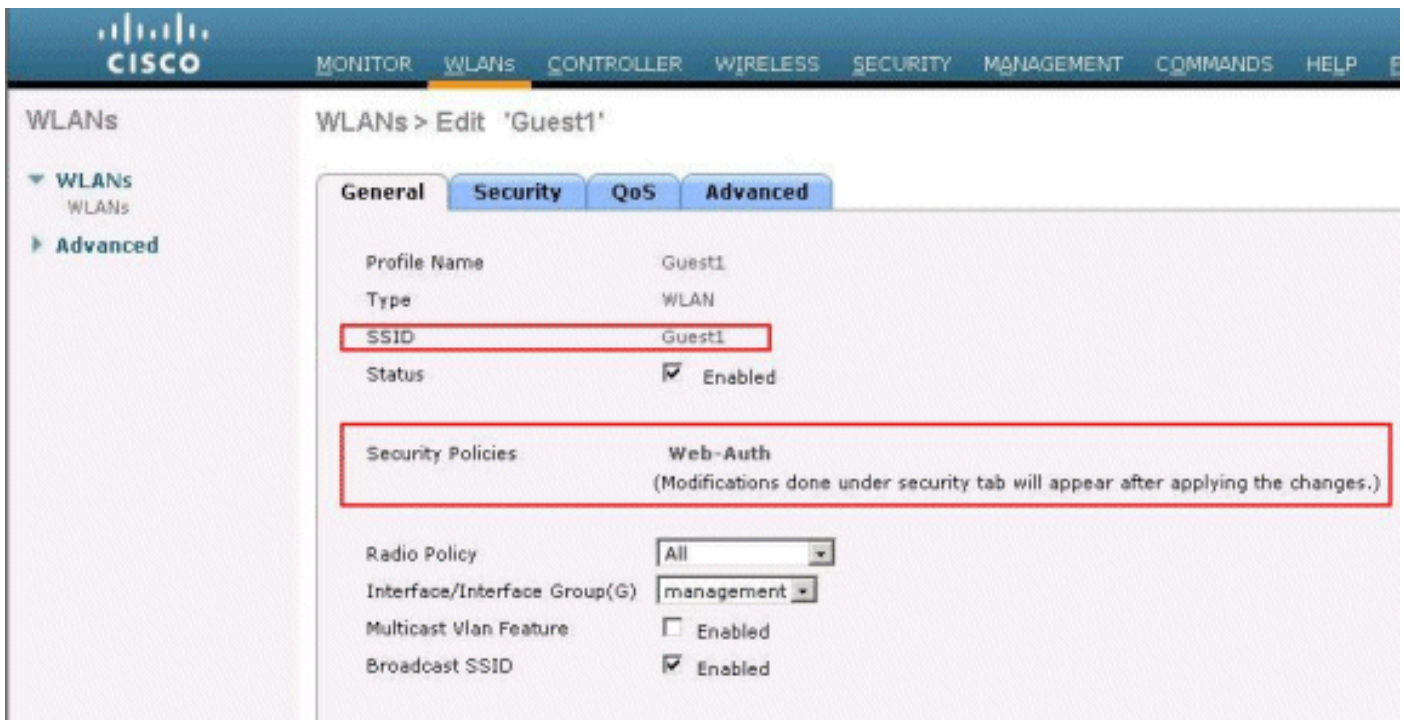 CISCO
MONITOR WLANs CONTROLLER WIRELESS SECURITY MANAGEMENT COMMANDS HELP
WLANs
WLANs > Edit 'Guest1'
WLANs
WLANs
Advanced
General Security QoS Advanced
Profile Name Guest1
Type WLAN
SSID Guest1
Status Enabled
Security Policies Web-Auth
(Modifications done under security tab will appear after applying the changes.)
Radio Policy All
Interface/Interface Group(G) management
Multicast Vlan Feature Enabled
Broadcast SSID Enabled